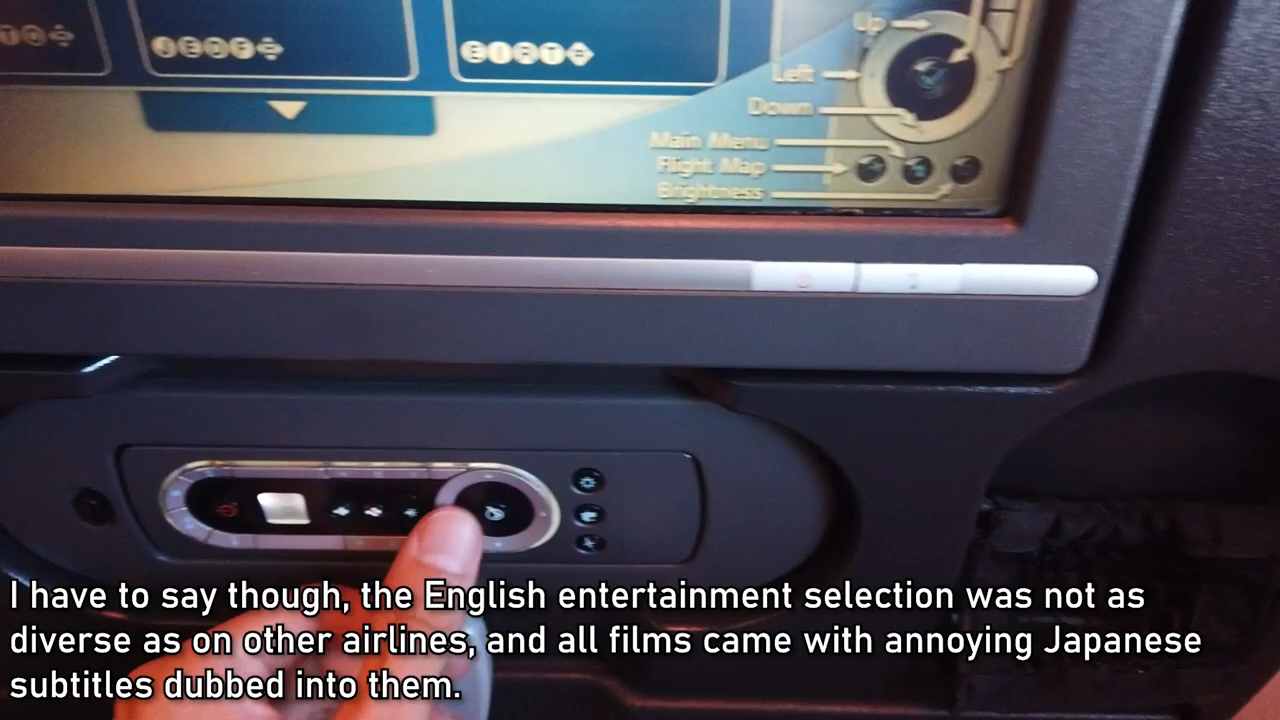 J E D F C
E I R T F
Up
Left
Down
Main Menu
Flight Map
Brightness
I have to say though, the English entertainment selection was not as
diverse as on other airlines, and all films came with annoying Japanese
subtitles dubbed into them.